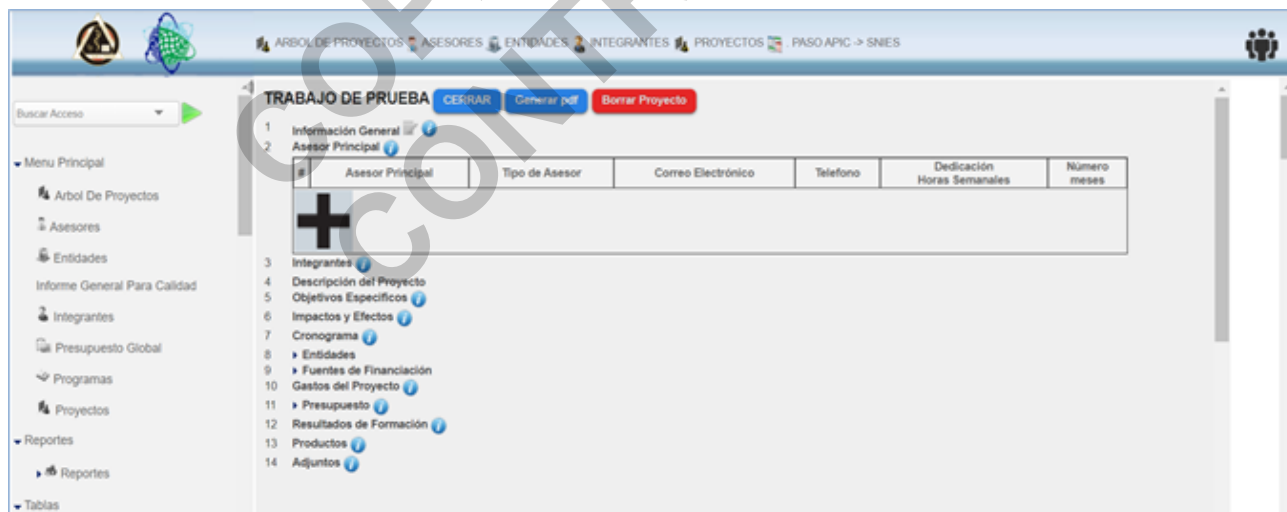 ARBOL DE PROYECTOS ASESORES ENTIDADES INTEGRANTES PROYECTOS . PASO APIC -> SNIES
Buscar Acceso
Menu Principal
Arbol De Proyectos
Asesores
Entidades
Informe General Para Calidad
Integrantes
Presupuesto Global
Programas
Proyectos
Reportes
Reportes
Tablas
TRABAJO DE PRUEBA CERRAR Generar pdf Borrar Proyecto
1 Información General
2 Asesor Principal
# Asesor Principal Tipo de Asesor Correo Electrónico Telefono Dedicación Horas Semanales Número meses
3 Integrantes
4 Descripción del Proyecto
5 Objetivos Especificos
6 Impactos y Efectos
7 Cronograma
8 Entidades
9 Fuentes de Financiación
10 Gastos del Proyecto
11 Presupuesto
12 Resultados de Formación
13 Productos
14 Adjuntos